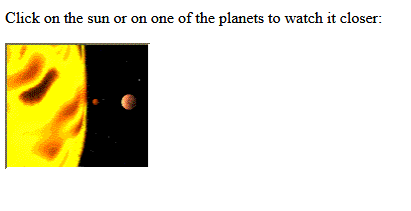 Click on the sun or on one of the planets to watch it closer: